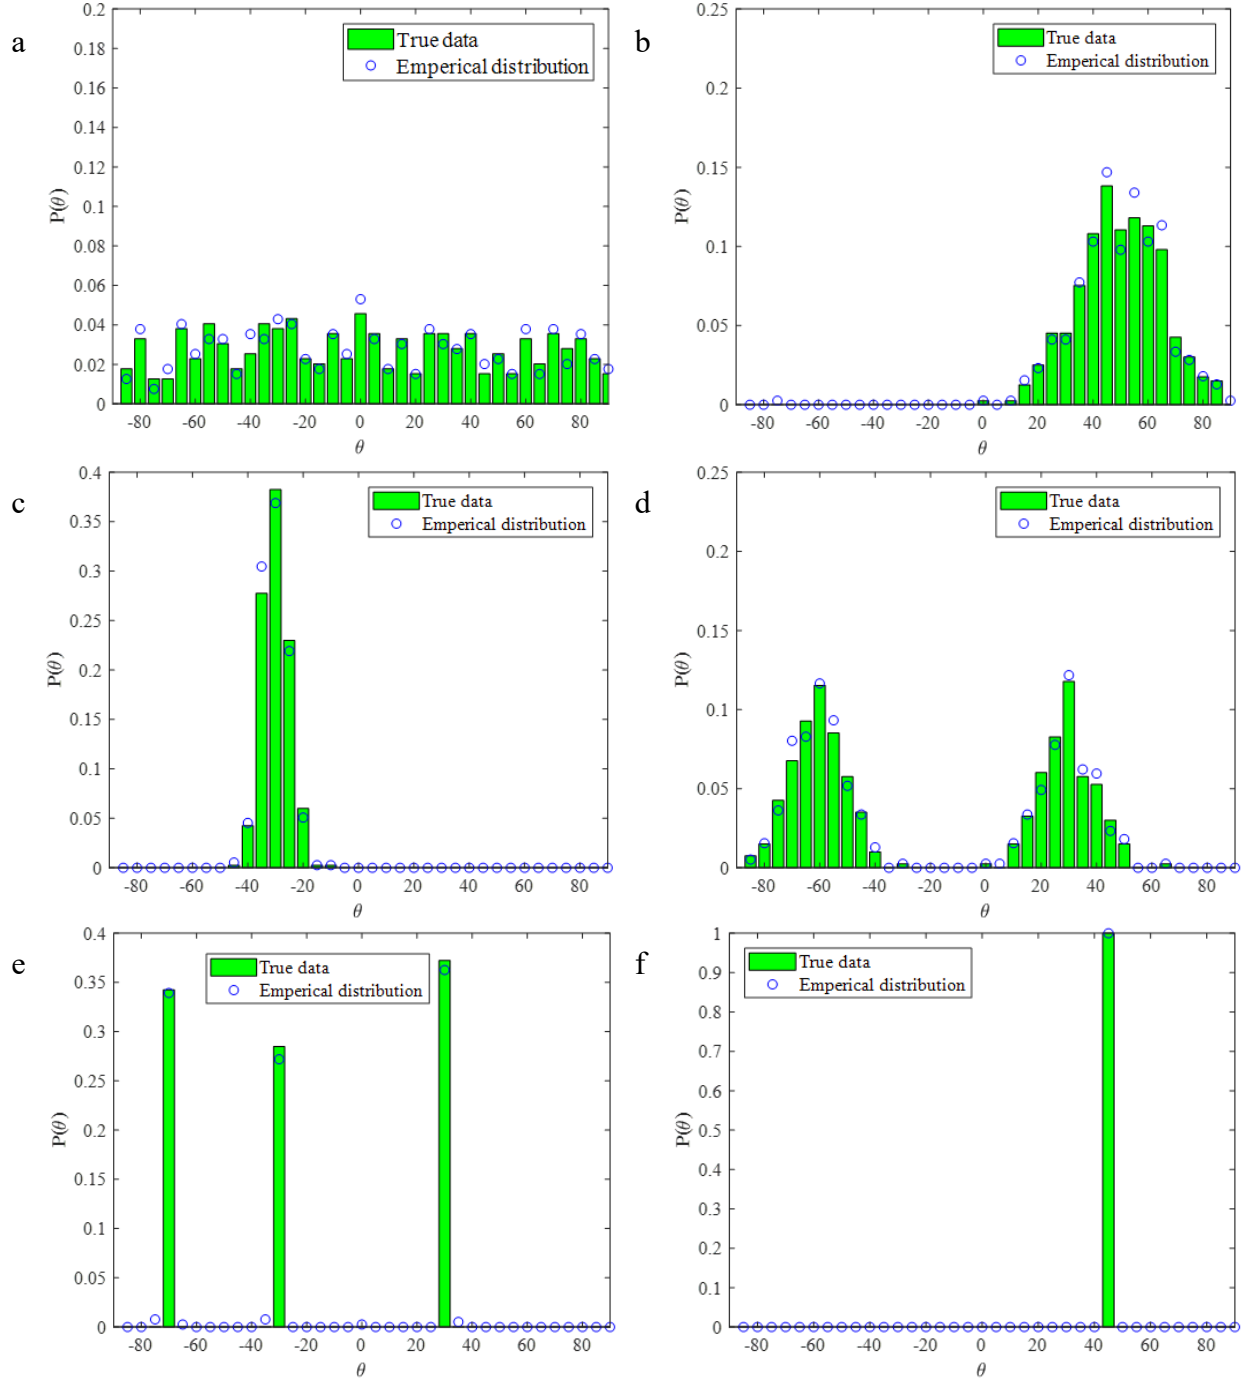 a
0.2
0.18
0.16
0.14
0.12
0.1
0.08
0.06
0.04
0.02
0
P(θ)
True data
Emperical distribution
-80 -60 -40 -20 0 20 40 60 80
θ
b
0.25
0.2
0.15
0.1
0.05
0
P(θ)
True data
Emperical distribution
-80 -60 -40 -20 0 20 40 60 80
θ
c
0.4
0.35
0.3
0.25
0.2
0.15
0.1
0.05
0
P(θ)
True data
Emperical distribution
-80 -60 -40 -20 0 20 40 60 80
θ
d
0.25
0.2
0.15
0.1
0.05
0
P(θ)
True data
Emperical distribution
-80 -60 -40 -20 0 20 40 60 80
θ
e
0.4
0.35
0.3
0.25
0.2
0.15
0.1
0.05
0
P(θ)
True data
Emperical distribution
-80 -60 -40 -20 0 20 40 60 80
θ
f
1
0.9
0.8
0.7
0.6
0.5
0.4
0.3
0.2
0.1
0
P(θ)
True data
Emperical distribution
-80 -60 -40 -20 0 20 40 60 80
θ